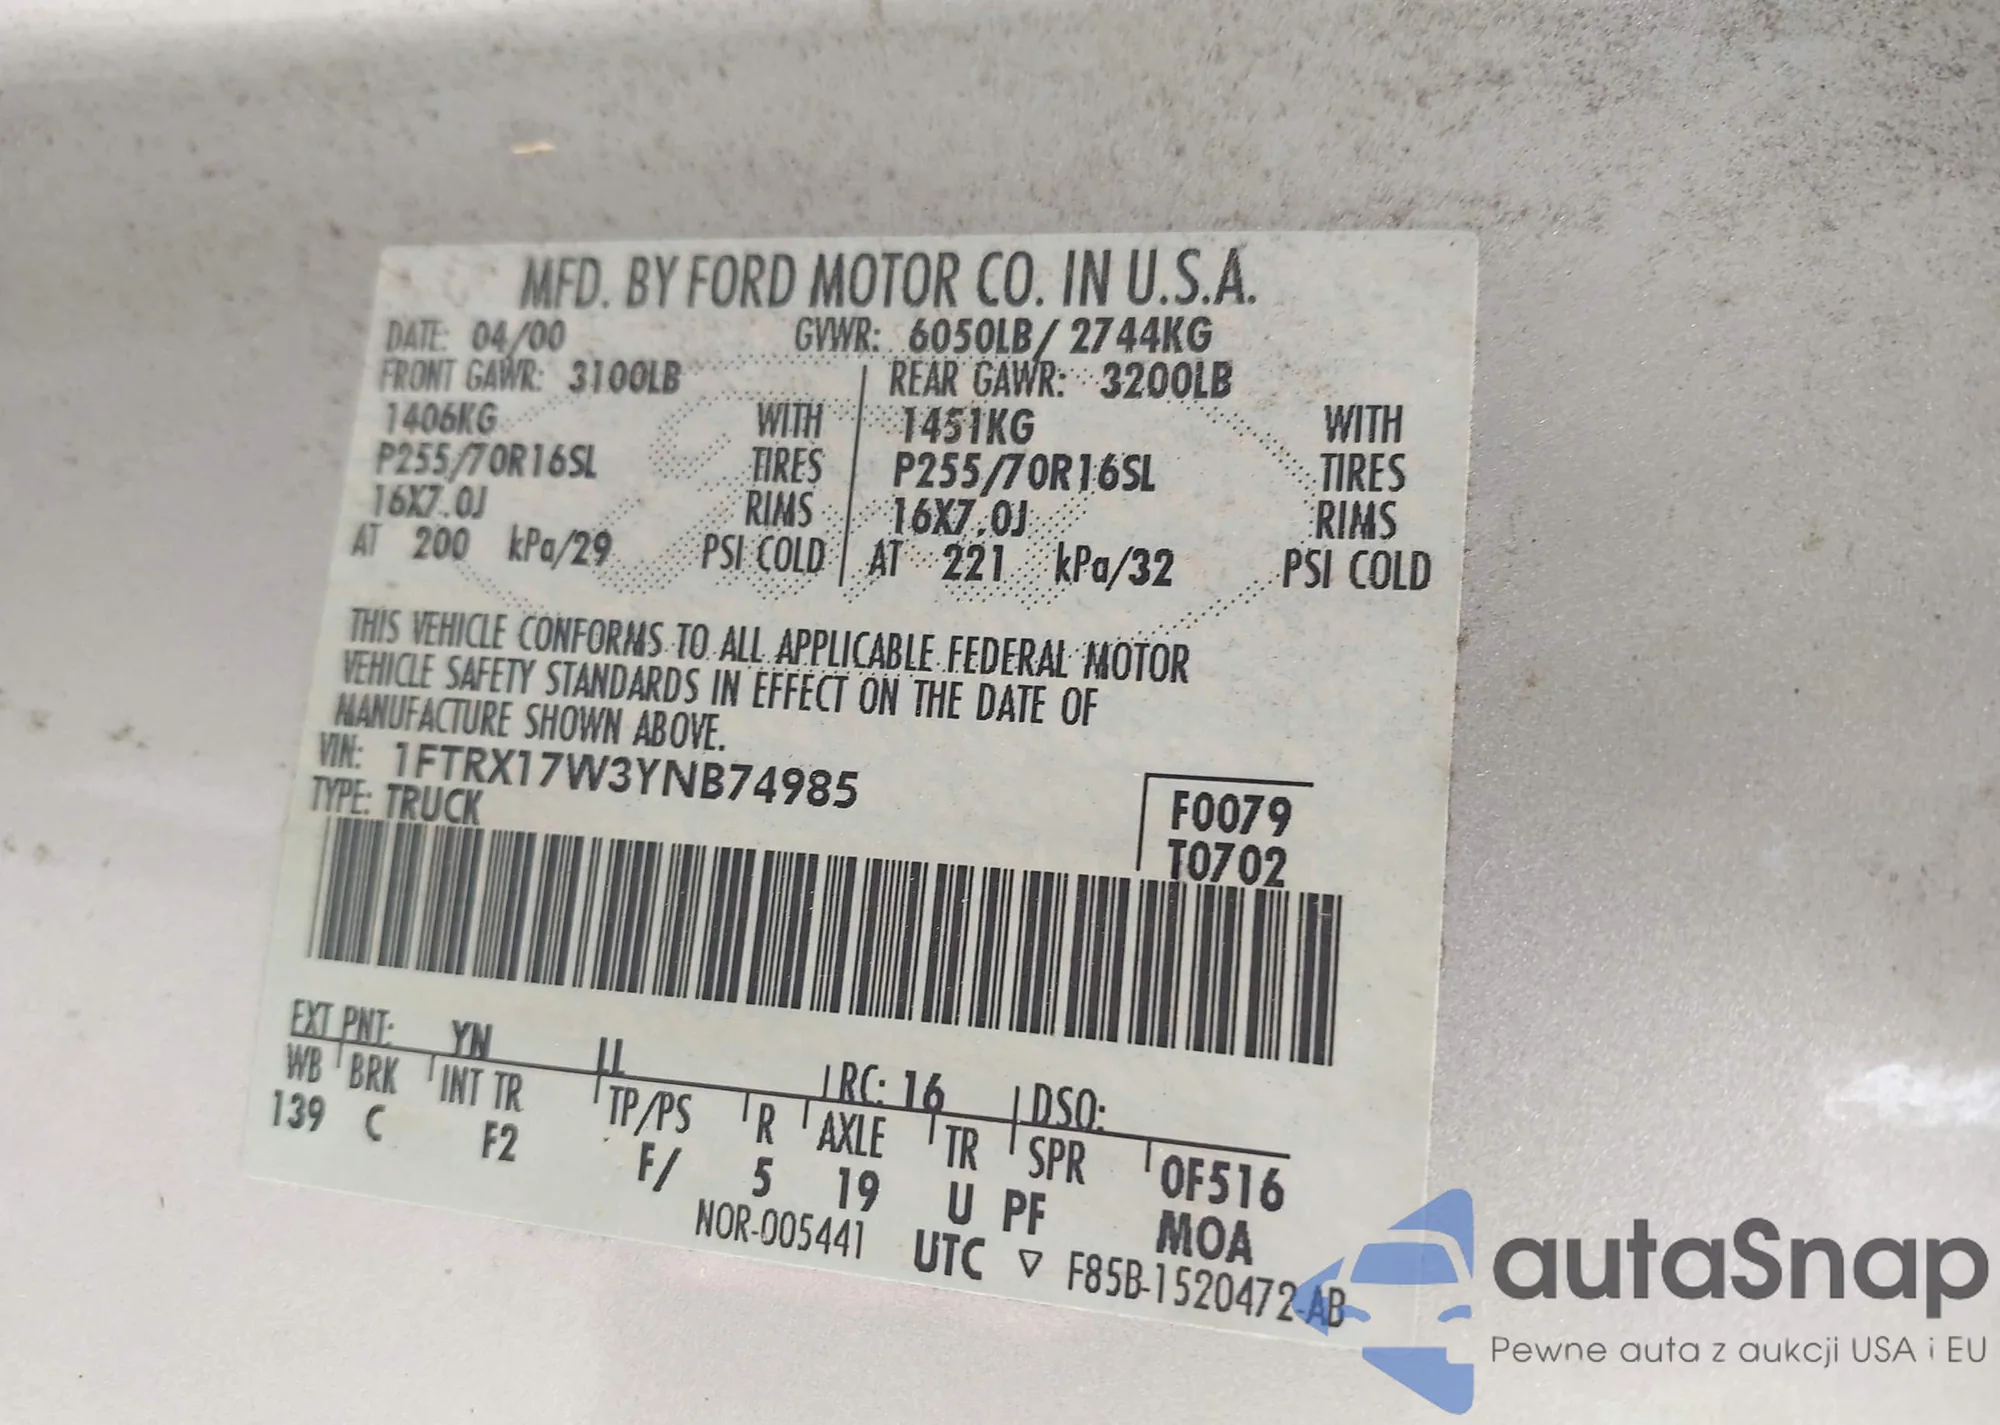 MFD. BY FORD MOTOR CO. IN U.S.A.
DATE: 04/00 GVWR: 6050LB/ 2744KG
FRONT GAWR: 3100LB REAR GAWR: 3200LB
1406KG WITH 1451KG WITH
P255/70R16SL TIRES P255/70R16SL TIRES
16X7.0J RIMS 16X7.0J RIMS
AT 200 kPa/29 PSI COLD AT 221 kPa/32 PSI COLD
THIS VEHICLE CONFORMS TO ALL APPLICABLE FEDERAL MOTOR
VEHICLE SAFETY STANDARDS IN EFFECT ON THE DATE OF
MANUFACTURE SHOWN ABOVE.
VIN: 1FTRX17W3YNB74985
TYPE: TRUCK
F0079
T0702
EXT PNT: YN LL RC: 16 DSO:
WB BRK INT TR TP/PS R AXLE TR SPR 0F516
139 C F2 F/ 5 19 U PF MOA
NOR-005441 UTC ▽ F85B-1520472-AB
autaSnap
Pewne auta z aukcji USA i EU